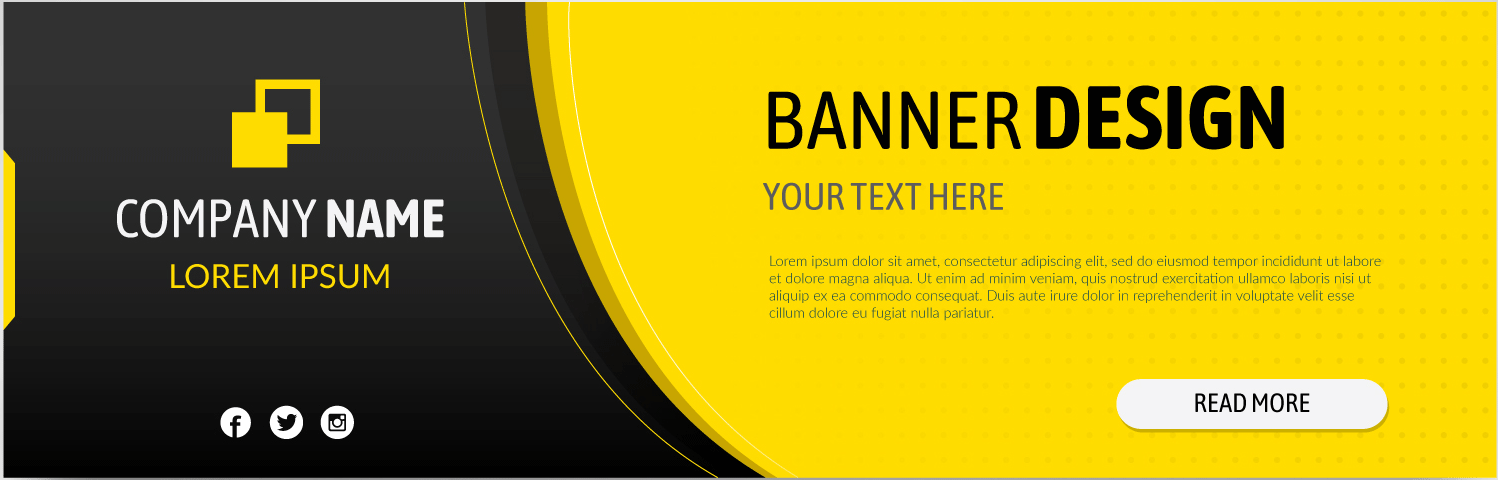 COMPANY NAME
LOREM IPSUM
BANNER DESIGN
YOUR TEXT HERE
Lorem ipsum dolor sit amet, consectetur adipiscing elit, sed do eiusmod tempor incididunt ut labore
et dolore magna aliqua. Ut enim ad minim veniam, quis nostrud exercitation ullamco laboris nisi ut
aliquip ex ea commodo consequat. Duis aute irure dolor in reprehenderit in voluptate velit esse
cillum dolore eu fugiat nulla pariatur.
READ MORE